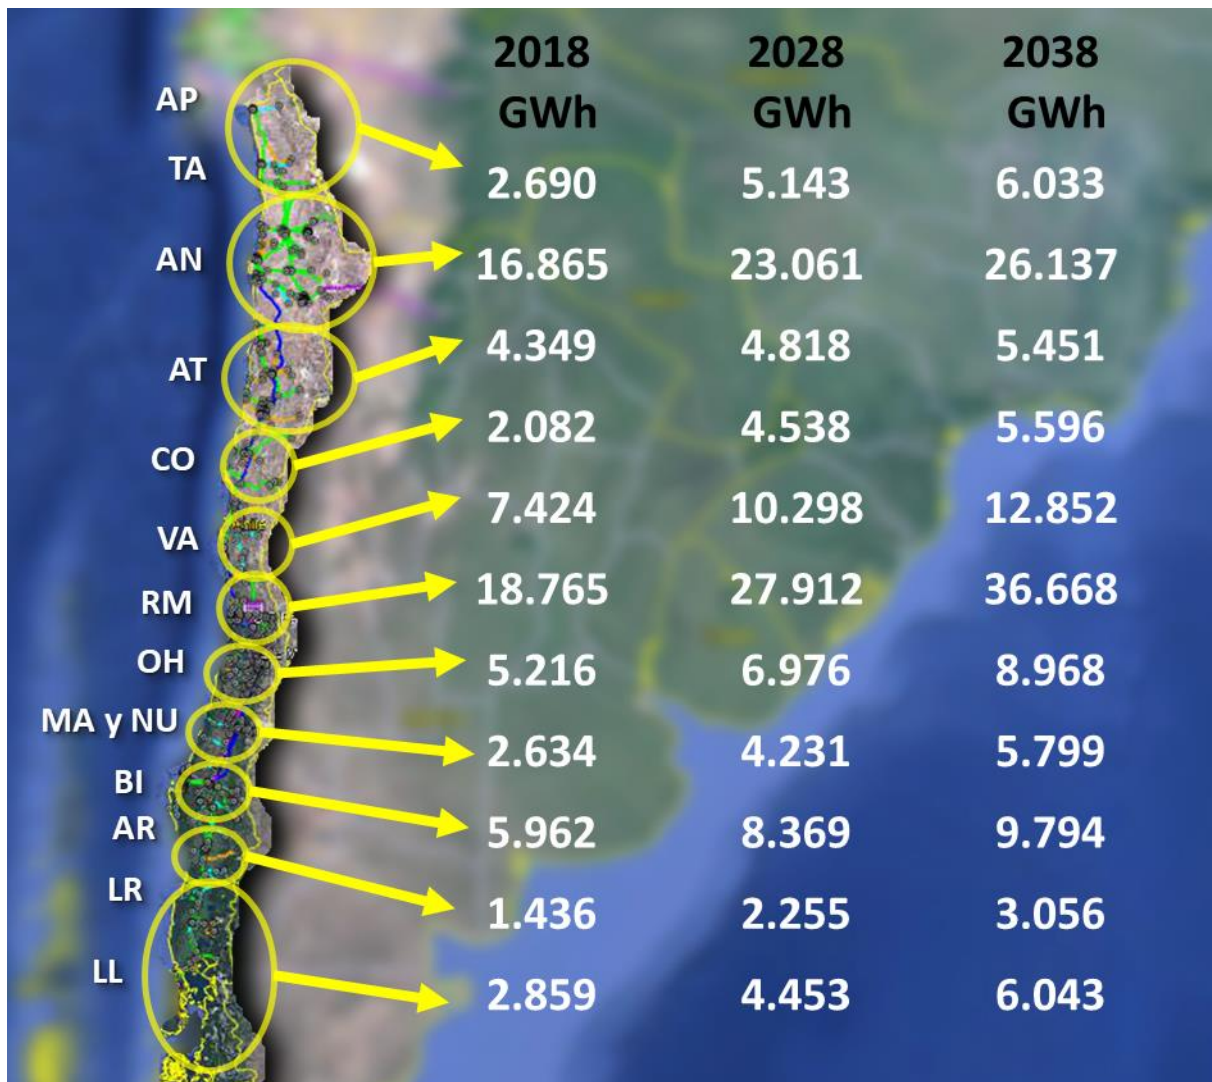 2018 2028 2038
GWh GWh GWh
AP
TA 2.690 5.143 6.033
AN 16.865 23.061 26.137
AT 4.349 4.818 5.451
CO 2.082 4.538 5.596
VA 7.424 10.298 12.852
RM 18.765 27.912 36.668
OH 5.216 6.976 8.968
MA y NU 2.634 4.231 5.799
BI
AR 5.962 8.369 9.794
LR 1.436 2.255 3.056
LL 2.859 4.453 6.043